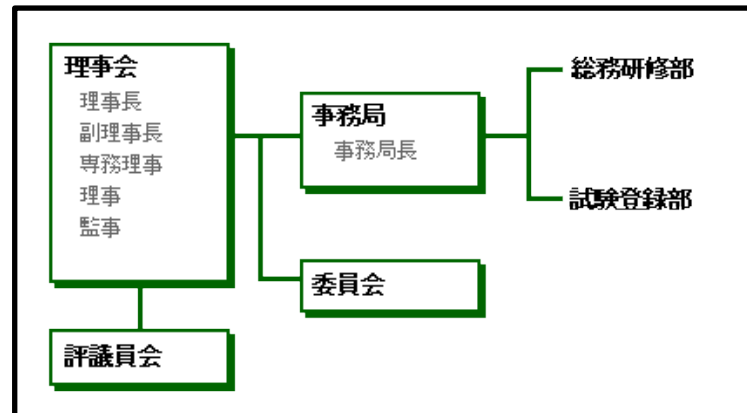 理事会
理事長
副理事長
専務理事
理事
監事
評議員会
事務局
事務局長
委員会
総務研修部
試験登録部